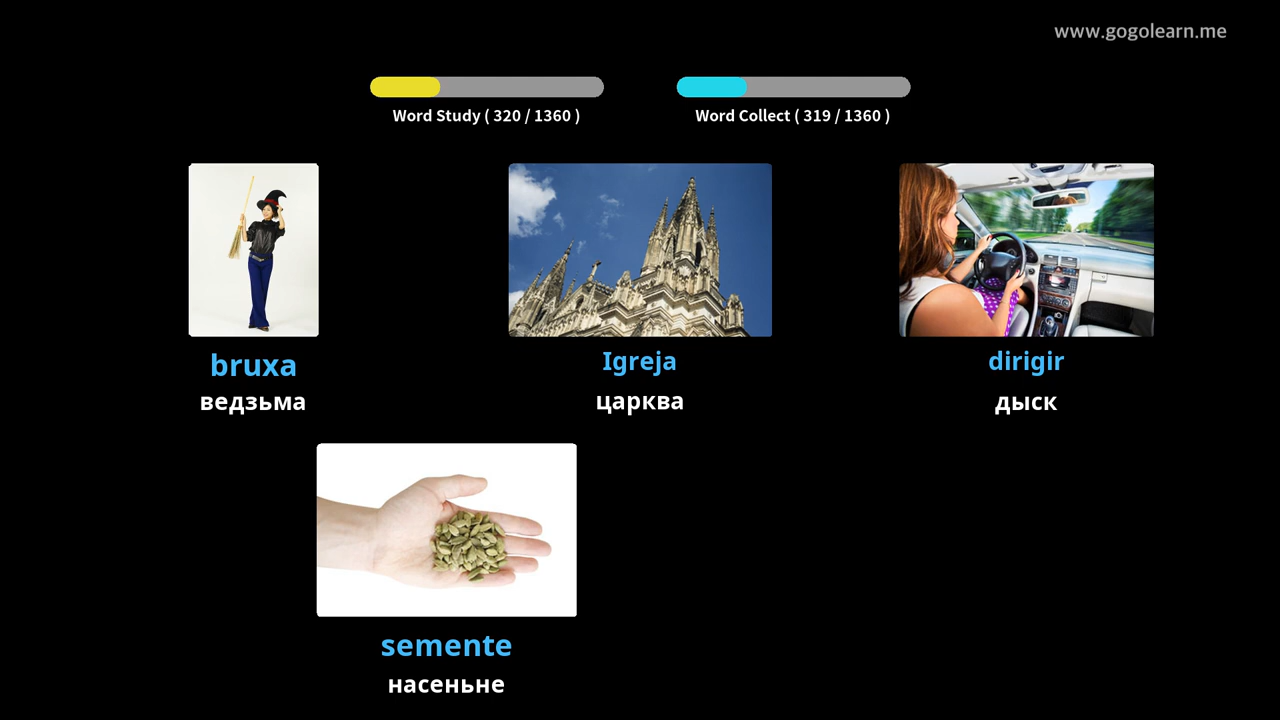 www.gogolearn.me
Word Study ( 320 / 1360 )
Word Collect ( 319 / 1360 )
bruxa
ведзьма
Igreja
царква
dirigir
дыск
semente
насеньне